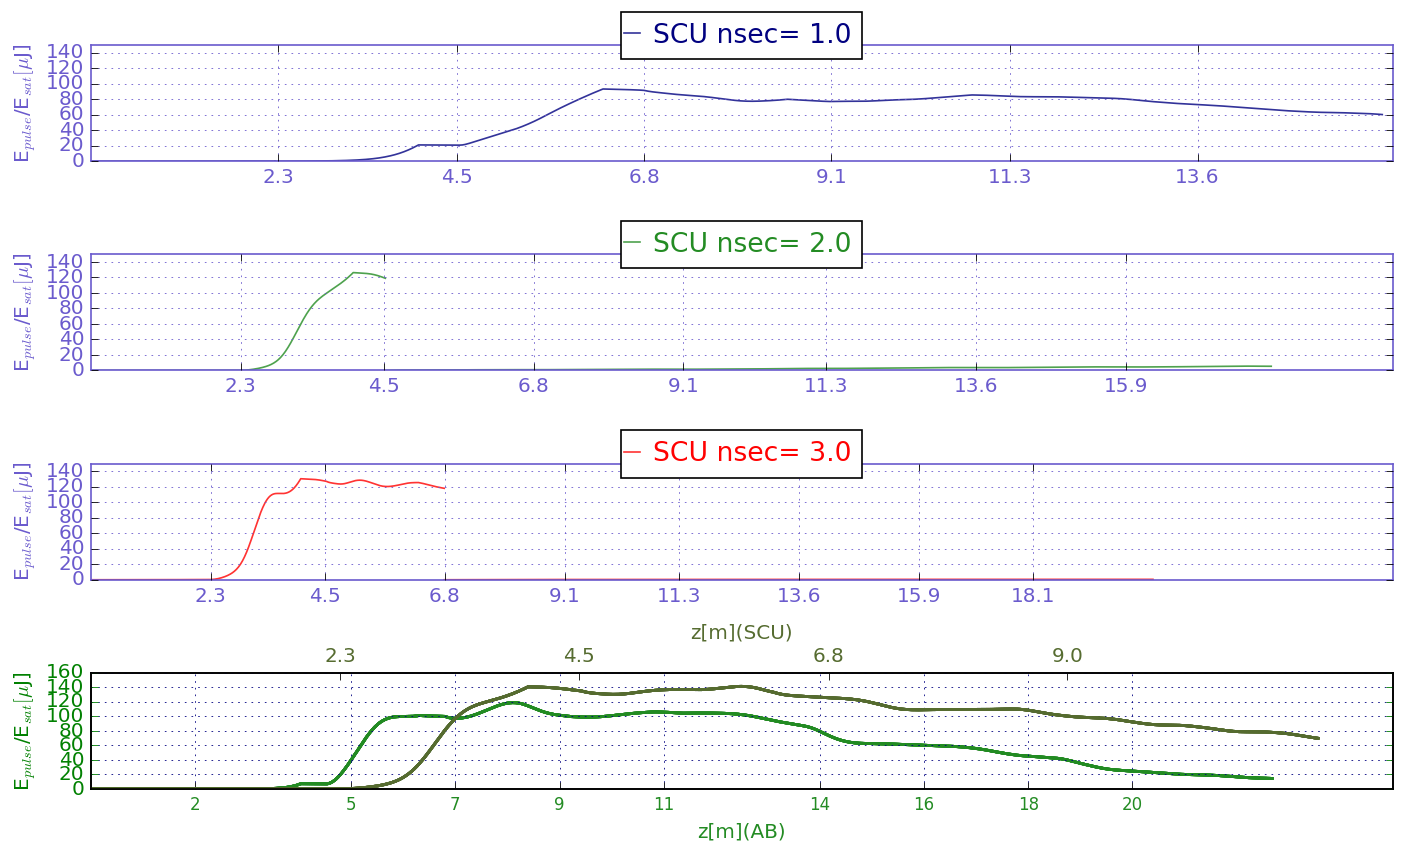 SCU nsec= 1.0
E_pulse/E_sat[μJ]
140
120
100
80
60
40
20
0
2.3 4.5 6.8 9.1 11.3 13.6
SCU nsec= 2.0
E_pulse/E_sat[μJ]
140
120
100
80
60
40
20
0
2.3 4.5 6.8 9.1 11.3 13.6 15.9
SCU nsec= 3.0
E_pulse/E_sat[μJ]
140
120
100
80
60
40
20
0
2.3 4.5 6.8 9.1 11.3 13.6 15.9 18.1
z[m](SCU)
2.3 4.5 6.8 9.0
E_pulse/E_sat[μJ]
160
140
120
100
80
60
40
20
0
2 5 7 9 11 14 16 18 20
z[m](AB)